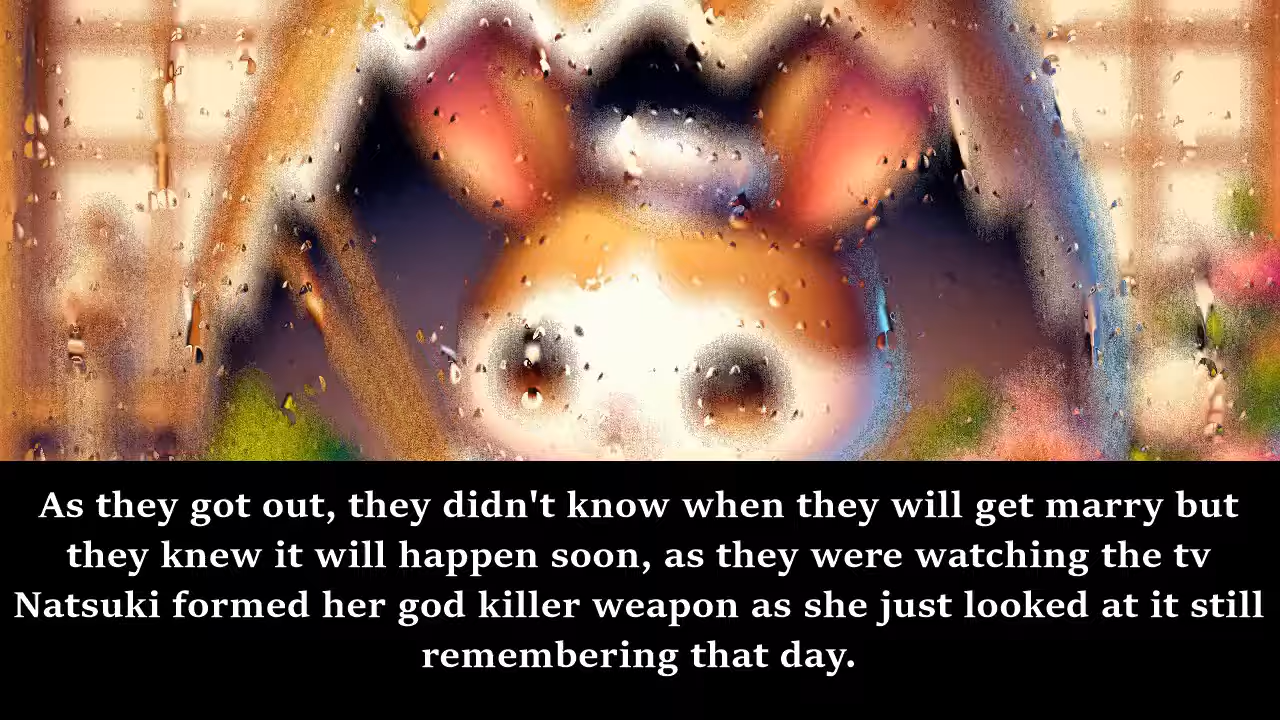 As they got out, they didn't know when they will get marry but
they knew it will happen soon, as they were watching the tv
Natsuki formed her god killer weapon as she just looked at it still
remembering that day.